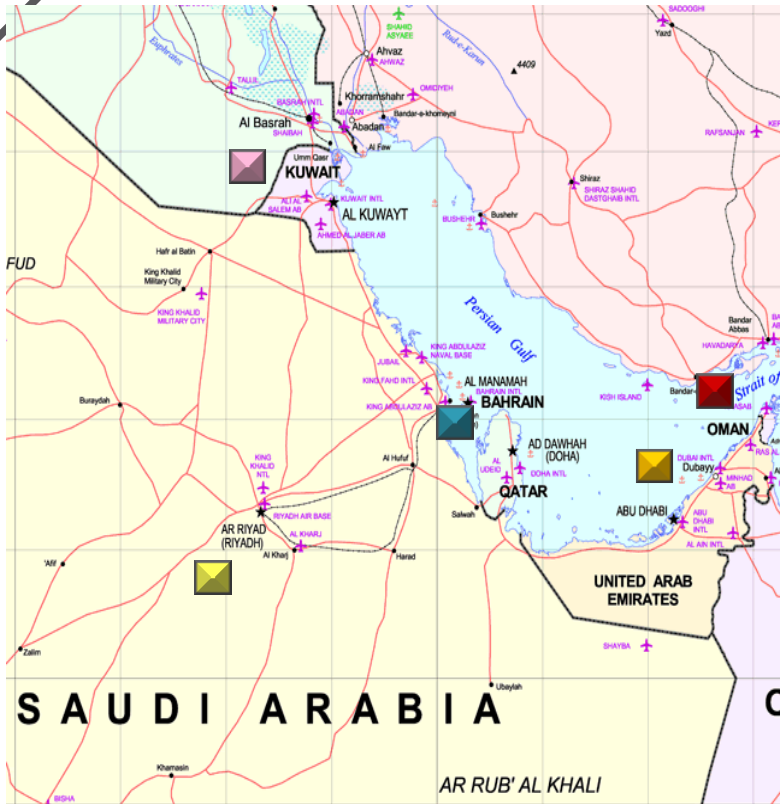 SADOOGHI
Yazd
SHAHID
ASYAEE
Euphrates
Rud-e-Karun
Ahvaz
AHWAZ
4409
TALIL
Khorramshahr
OMIDIYEH
BASRAH INTL
ABADAN
Al Basrah
Bandar-e-khomeyni
SHAIBAH
Abadan
RAFSANJAN
KER
Umm Qasr
Al Faw
KUWAIT
Shiraz
SHIRAZ SHAHID
DASTGHAIB INTL
ALI AL
SALEM AB
KUWAIT INTL
AL KUWAYT
BUSHEHR
Bushehr
AHMED AL JABER AB
Hafr al Batin
FUD
King Khalid
Military City
KING KHALID
MILITARY CITY
Persian Gulf
Bandar
Abbas
BA
AB
HAVADARYA
KING ABDULAZIZ
NAVAL BASE
JUBAIL
Strait of
KING FAHD INTL
AL MANAMAH
BAHRAIN INTL
KISH ISLAND
Bandar-
ASAB
Buraydah
KING ABDULAZIZ AB
BAHRAIN
OMAN
AD DAWHAH
(DOHA)
RAS AL
KING
KHALID
NTL
Al Hufuf
AL
UDEID
DOHA INTL
DUBAI INTL
Dubayy
MINHAD
AB
QATAR
RIYADH AIR BASE
Salwah
ABU DHABI
ABU
DHABI
INTL
AR RIYAD
(RIYADH)
AL KHARJ
AL AIN INTL
Al Kharj
Harad
'Afif
UNITED ARAB
EMIRATES
Zalim
SHAYBA
Ubaylah
SAUDI ARABIA
Khamasin
AR RUB' AL KHALI
BISHA